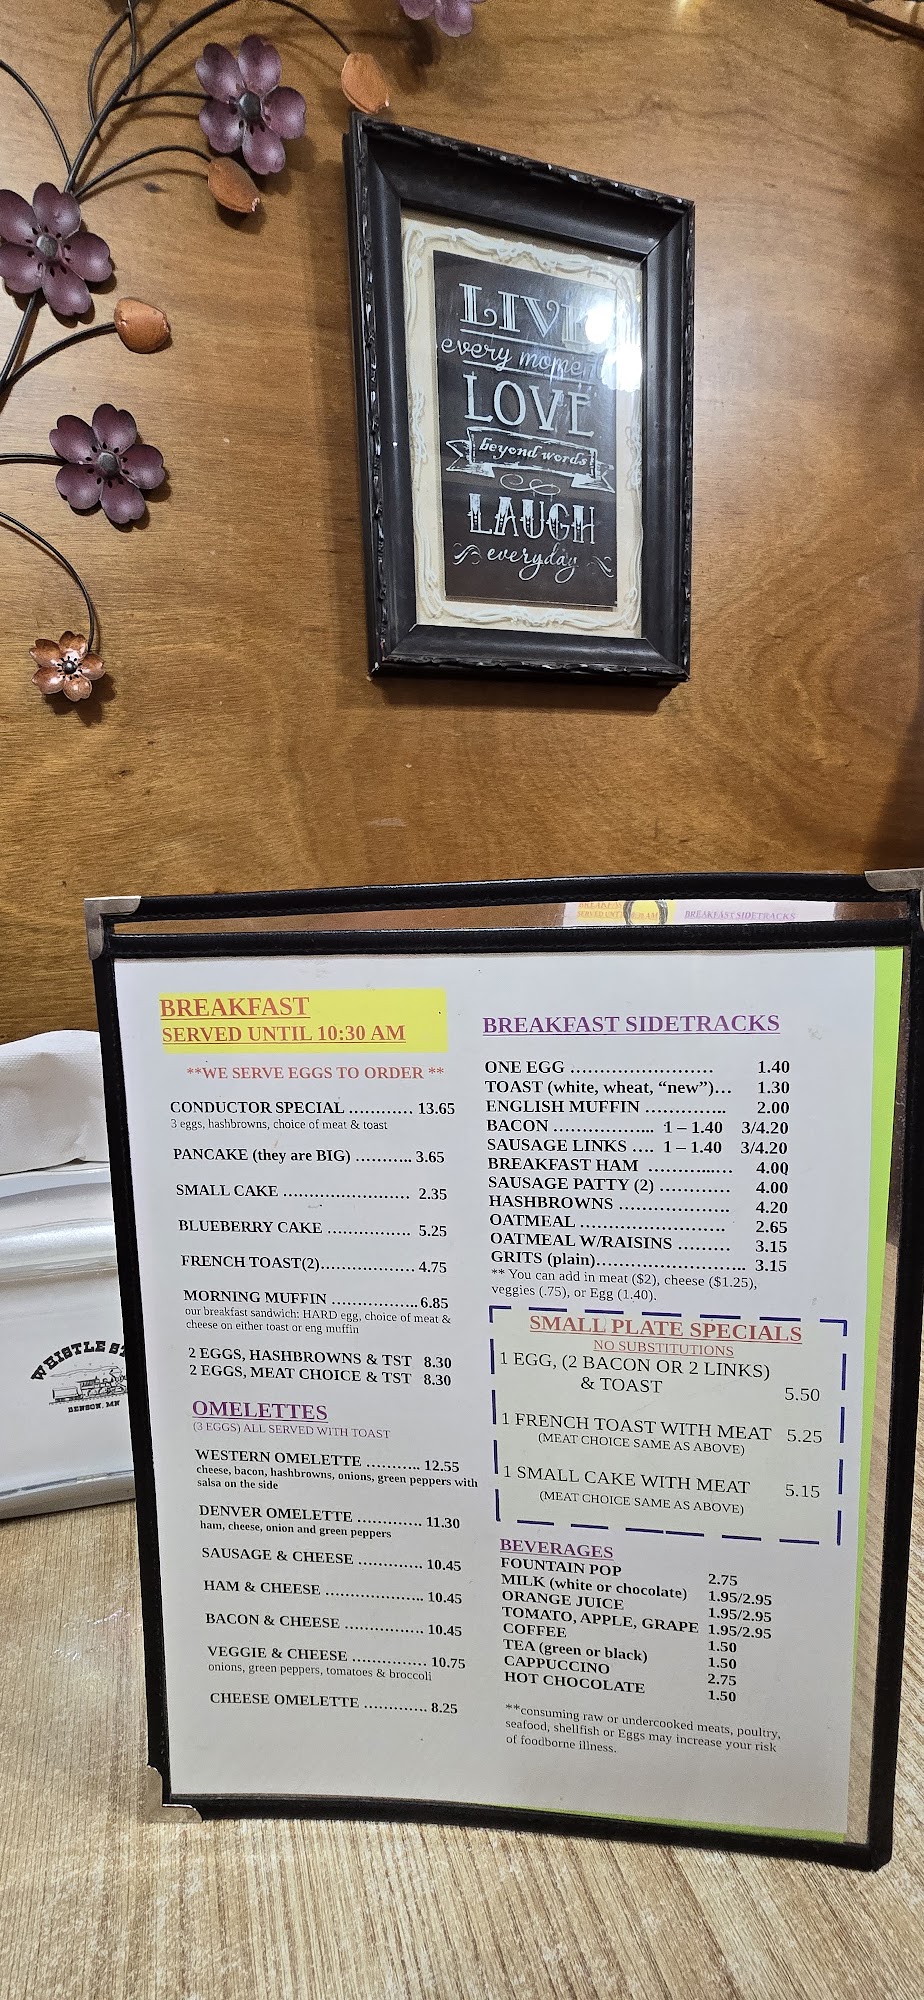 LIVE
every moment
LOVE
beyond words
LAUGH
everyday
BREAKFAST SIDETRACKS
BREAKFAST
SERVED UNTIL 10:30 AM
**WE SERVE EGGS TO ORDER **
CONDUCTOR SPECIAL ………… 13.65
3 eggs, hashbrowns, choice of meat & toast
PANCAKE (they are BIG) ……….. 3.65
SMALL CAKE …………………… 2.35
BLUEBERRY CAKE ……………… 5.25
FRENCH TOAST(2)………………. 4.75
MORNING MUFFIN ……………..6.85
our breakfast sandwich: HARD egg, choice of meat &
cheese on either toast or eng muffin
2 EGGS, HASHBROWNS & TST 8.30
2 EGGS, MEAT CHOICE & TST 8.30
OMELETTES
(3 EGGS) ALL SERVED WITH TOAST
WESTERN OMELETTE ……….. 12.55
cheese, bacon, hashbrowns, onions, green peppers with
salsa on the side
DENVER OMELETTE …………. 11.30
ham, cheese, onion and green peppers
SAUSAGE & CHEESE …………. 10.45
HAM & CHEESE ……………….. 10.45
BACON & CHEESE ……………. 10.45
VEGGIE & CHEESE …………… 10.75
onions, green peppers, tomatoes & broccoli
CHEESE OMELETTE …………. 8.25
BREAKFAST SIDETRACKS
ONE EGG …………………… 1.40
TOAST (white, wheat, “new”)… 1.30
ENGLISH MUFFIN ………….. 2.00
BACON ……………... 1 – 1.40 3/4.20
SAUSAGE LINKS …. 1 – 1.40 3/4.20
BREAKFAST HAM ………...… 4.00
SAUSAGE PATTY (2) ………… 4.00
HASHBROWNS ………………. 4.20
OATMEAL ……………………. 2.65
OATMEAL W/RAISINS ……… 3.15
GRITS (plain)…………………….. 3.15
** You can add in meat ($2), cheese ($1.25),
veggies (.75), or Egg (1.40).
SMALL PLATE SPECIALS
NO SUBSTITUTIONS
1 EGG, (2 BACON OR 2 LINKS)
& TOAST 5.50
1 FRENCH TOAST WITH MEAT 5.25
(MEAT CHOICE SAME AS ABOVE)
1 SMALL CAKE WITH MEAT 5.15
(MEAT CHOICE SAME AS ABOVE)
BEVERAGES
FOUNTAIN POP 2.75
MILK (white or chocolate) 1.95/2.95
ORANGE JUICE 1.95/2.95
TOMATO, APPLE, GRAPE 1.95/2.95
COFFEE 1.50
TEA (green or black) 1.50
CAPPUCCINO 2.75
HOT CHOCOLATE 1.50
**consuming raw or undercooked meats, poultry,
seafood, shellfish or Eggs may increase your risk
of foodborne illness.
WHISTLE
BENSON, MN